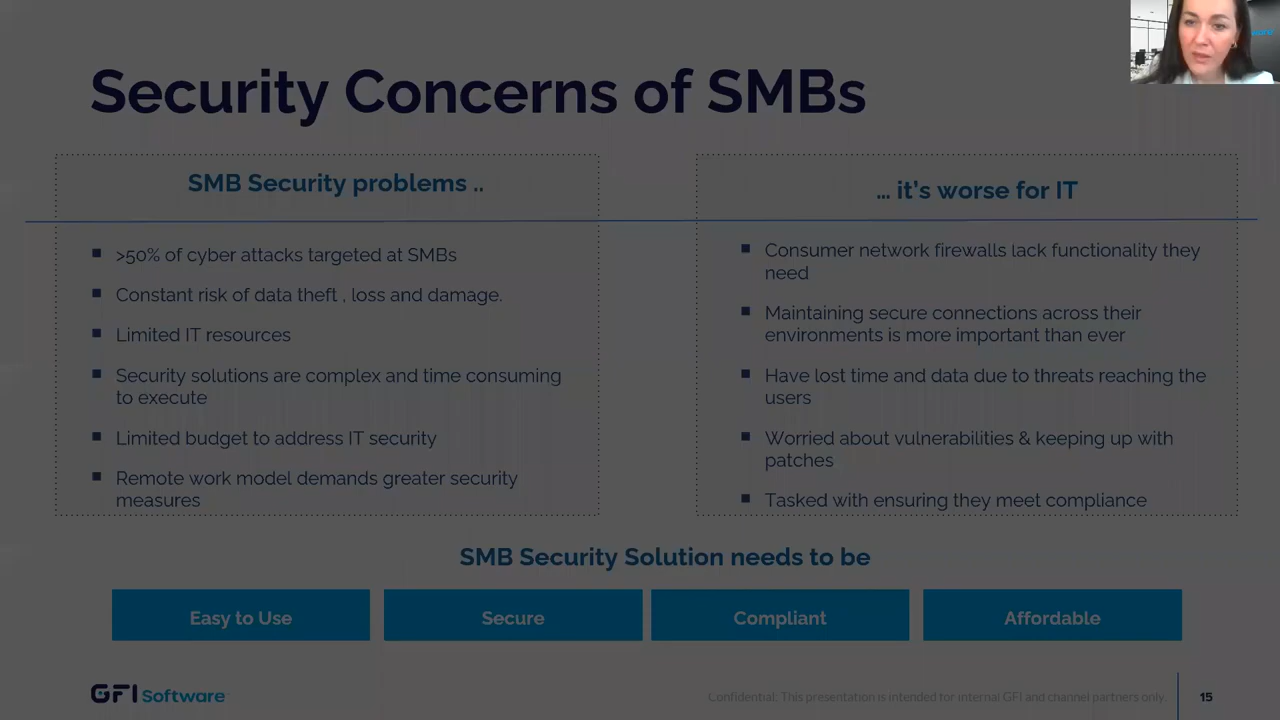 Security Concerns of SMBs
SMB Security problems ..
>50% of cyber attacks targeted at SMBs
Constant risk of data theft , loss and damage.
Limited IT resources
Security solutions are complex and time consuming
to execute
Limited budget to address IT security
Remote work model demands greater security
measures
... it's worse for IT
Consumer network firewalls lack functionality they
need
Maintaining secure connections across their
environments is more important than ever
Have lost time and data due to threats reaching the
users
Worried about vulnerabilities & keeping up with
patches
Tasked with ensuring they meet compliance
SMB Security Solution needs to be
Easy to Use
Secure
Compliant
Affordable
GFI Software
Confidential: This presentation is intended for internal GFI and channel partners only.
15